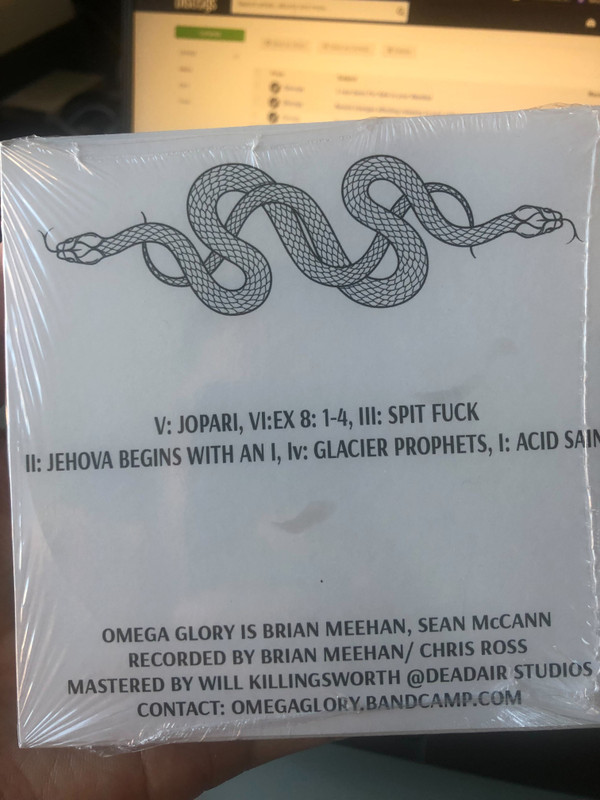 V: JOPARI, VI:EX 8: 1-4, III: SPIT FUCK
II: JEHOVA BEGINS WITH AN I, Iv: GLACIER PROPHETS, I: ACID SAIN
OMEGA GLORY IS BRIAN MEEHAN, SEAN McCANN
RECORDED BY BRIAN MEEHAN/ CHRIS ROSS
MASTERED BY WILL KILLINGSWORTH @DEADAIR STUDIOS
CONTACT: OMEGAGLORY.BANDCAMP.COM